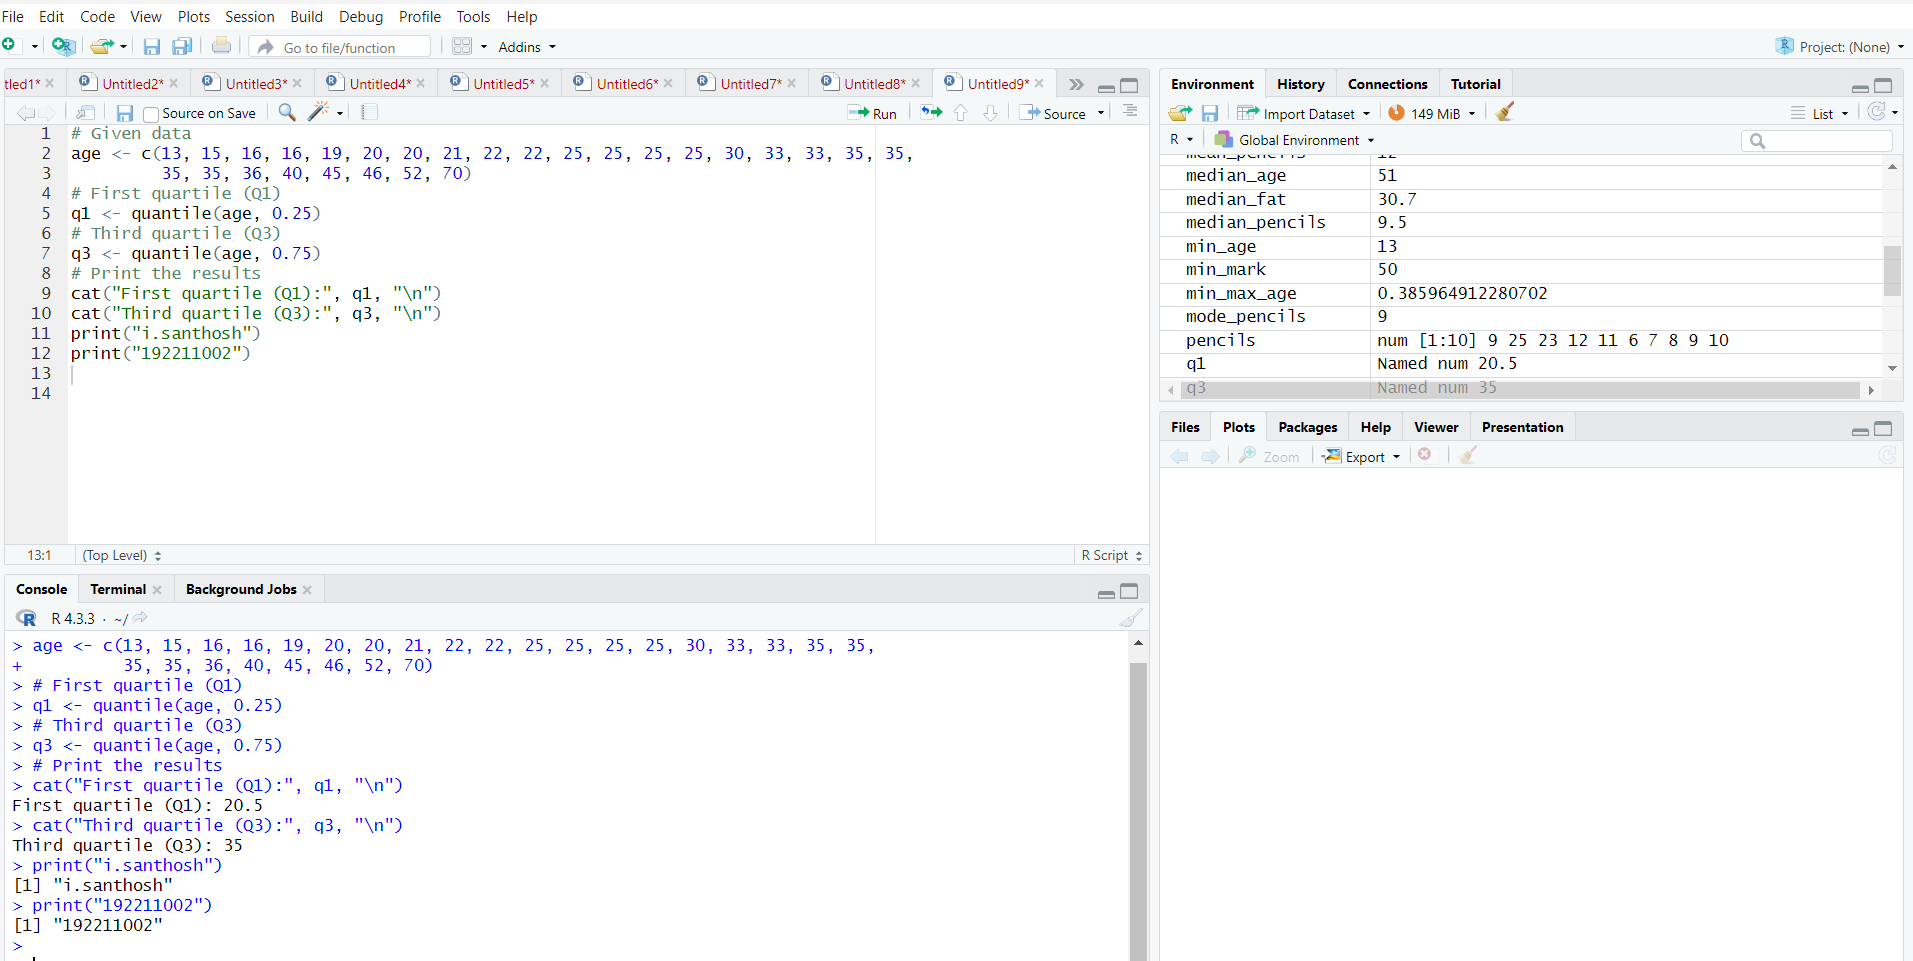 File Edit Code View Plots Session Build Debug Profile Tools Help
Go to file/function Addins Project: (None)
tled1* Untitled2* Untitled3* Untitled4* Untitled5* Untitled6* Untitled7* Untitled8* Untitled9*
Source on Save Run Source
1 # Given data
2 age <- c(13, 15, 16, 16, 19, 20, 20, 21, 22, 22, 25, 25, 25, 25, 30, 33, 33, 35, 35,
3 35, 35, 36, 40, 45, 46, 52, 70)
4 # First quartile (Q1)
5 q1 <- quantile(age, 0.25)
6 # Third quartile (Q3)
7 q3 <- quantile(age, 0.75)
8 # Print the results
9 cat("First quartile (Q1):", q1, "\n")
10 cat("Third quartile (Q3):", q3, "\n")
11 print("i.santhosh")
12 print("192211002")
13
14
13:1 (Top Level) R Script
Console Terminal Background Jobs
R 4.3.3 · ~/
> age <- c(13, 15, 16, 16, 19, 20, 20, 21, 22, 22, 25, 25, 25, 25, 30, 33, 33, 35, 35,
+ 35, 35, 36, 40, 45, 46, 52, 70)
> # First quartile (Q1)
> q1 <- quantile(age, 0.25)
> # Third quartile (Q3)
> q3 <- quantile(age, 0.75)
> # Print the results
> cat("First quartile (Q1):", q1, "\n")
First quartile (Q1): 20.5
> cat("Third quartile (Q3):", q3, "\n")
Third quartile (Q3): 35
> print("i.santhosh")
[1] "i.santhosh"
> print("192211002")
[1] "192211002"
>
Environment History Connections Tutorial
Import Dataset 149 MiB List
R Global Environment
mean_pencils 12
median_age 51
median_fat 30.7
median_pencils 9.5
min_age 13
min_mark 50
min_max_age 0.385964912280702
mode_pencils 9
pencils num [1:10] 9 25 23 12 11 6 7 8 9 10
q1 Named num 20.5
q3 Named num 35
Files Plots Packages Help Viewer Presentation
Zoom Export